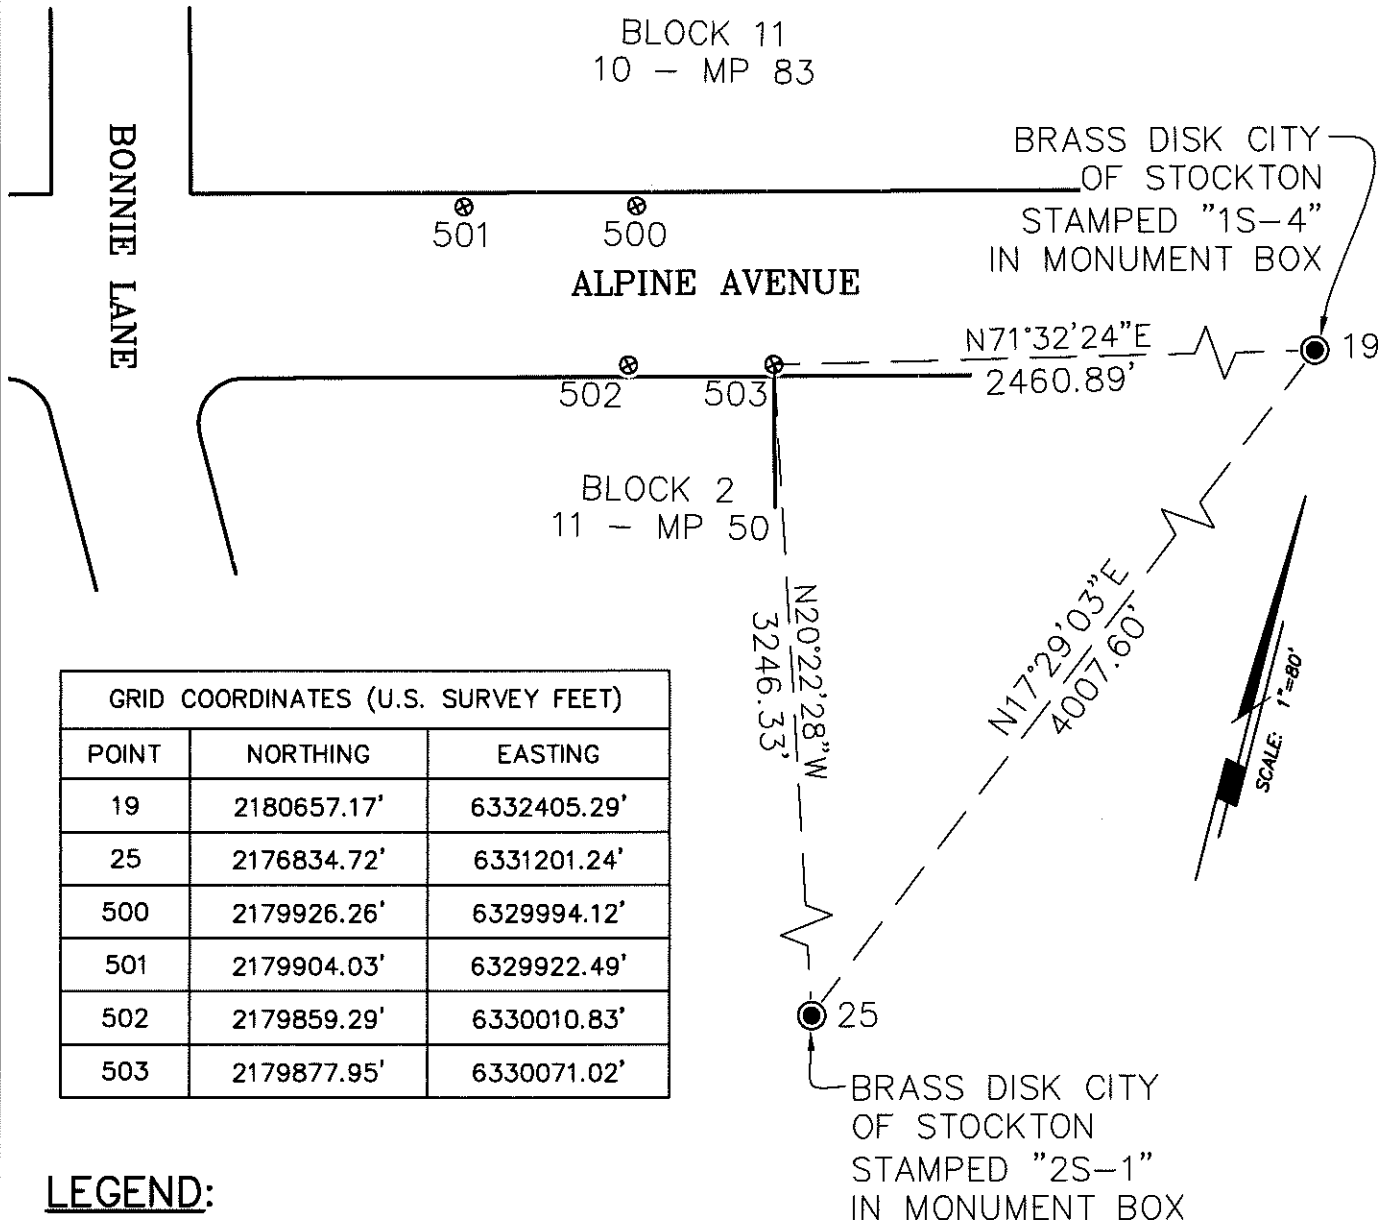 BLOCK 11
10 – MP 83
BONNIE LANE
BRASS DISK CITY
OF STOCKTON
STAMPED "1S–4"
IN MONUMENT BOX
501
500
ALPINE AVENUE
N71°32'24"E
2460.89'
19
502
503
BLOCK 2
11 – MP 50
N20°22'28"W
3246.33'
N17°29'03"E
4007.60'
SCALE: 1"=80'
GRID COORDINATES (U.S. SURVEY FEET)
POINT NORTHING EASTING
19 2180657.17' 6332405.29'
25 2176834.72' 6331201.24'
500 2179926.26' 6329994.12'
501 2179904.03' 6329922.49'
502 2179859.29' 6330010.83'
503 2179877.95' 6330071.02'
25
BRASS DISK CITY
OF STOCKTON
STAMPED "2S–1"
IN MONUMENT BOX
LEGEND: